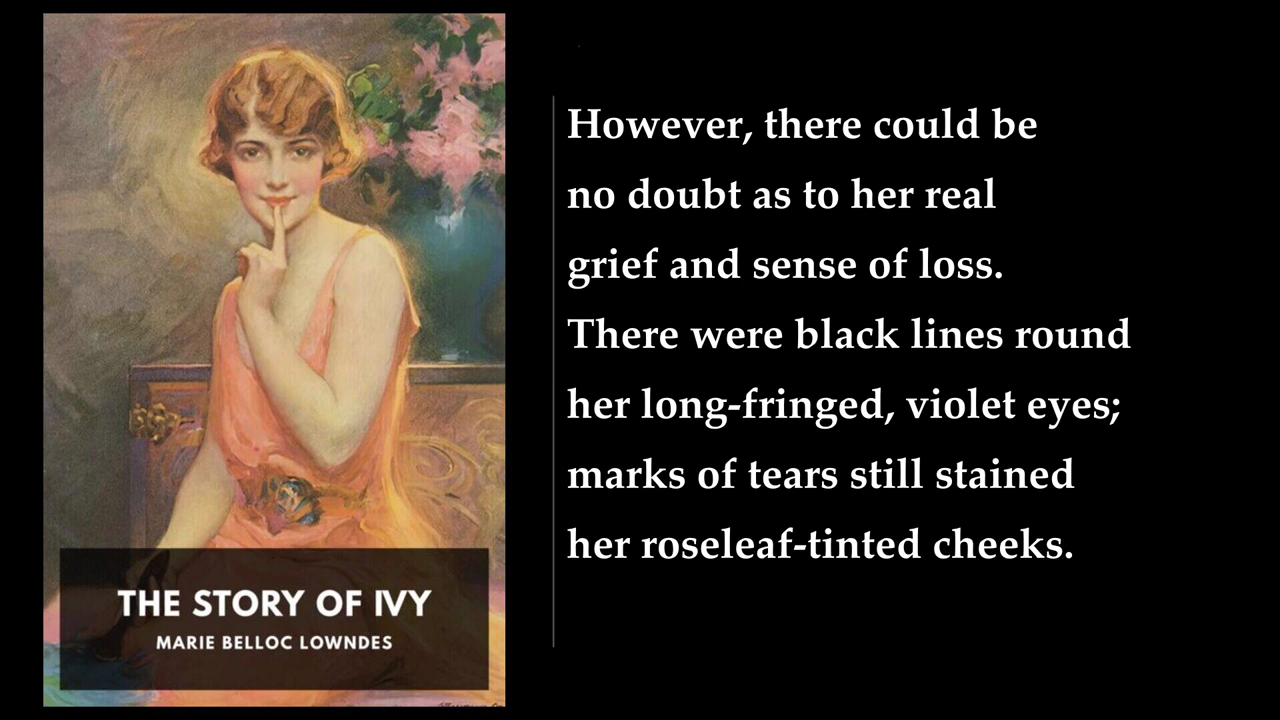 THE STORY OF IVY
MARIE BELLOC LOWNDES
However, there could be
no doubt as to her real
grief and sense of loss.
There were black lines round
her long-fringed, violet eyes;
marks of tears still stained
her roseleaf-tinted cheeks.